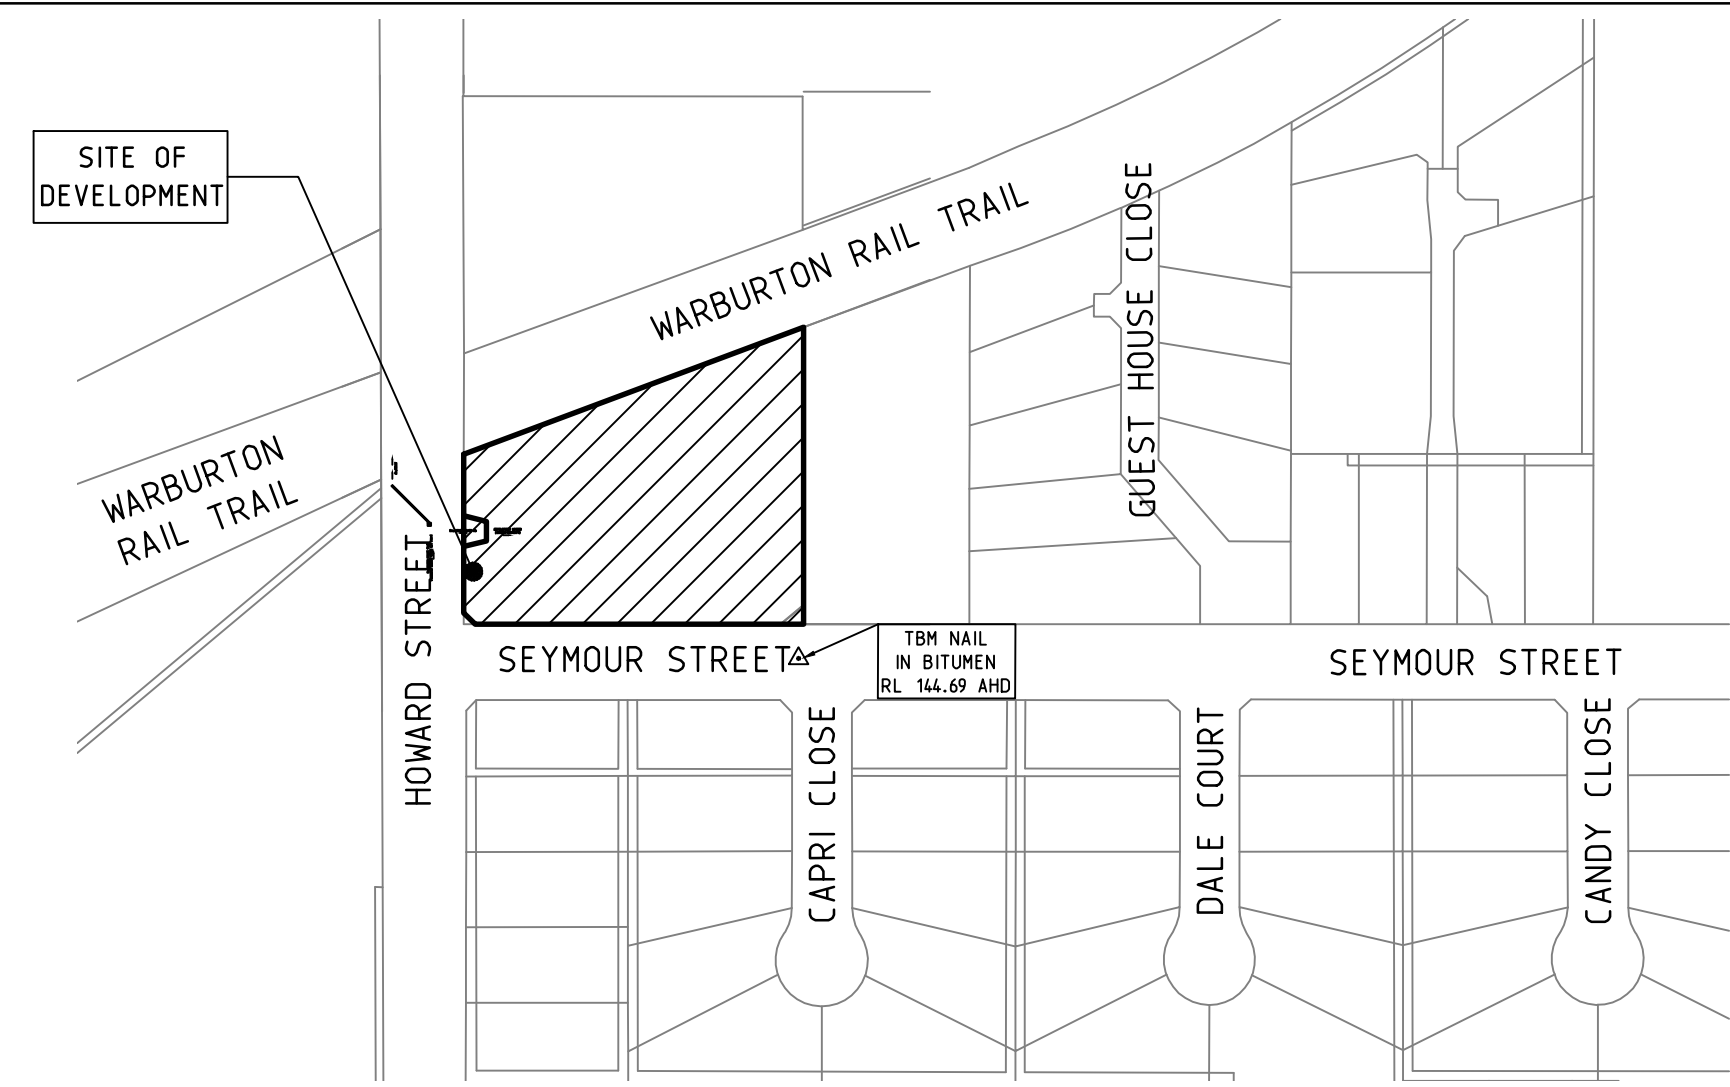 SITE OF
DEVELOPMENT
WARBURTON RAIL TRAIL
GUEST HOUSE CLOSE
WARBURTON
RAIL TRAIL
HOWARD STREET
SEYMOUR STREET
TBM NAIL
IN BITUMEN
RL 144.69 AHD
SEYMOUR STREET
CAPRI CLOSE
DALE COURT
CANDY CLOSE